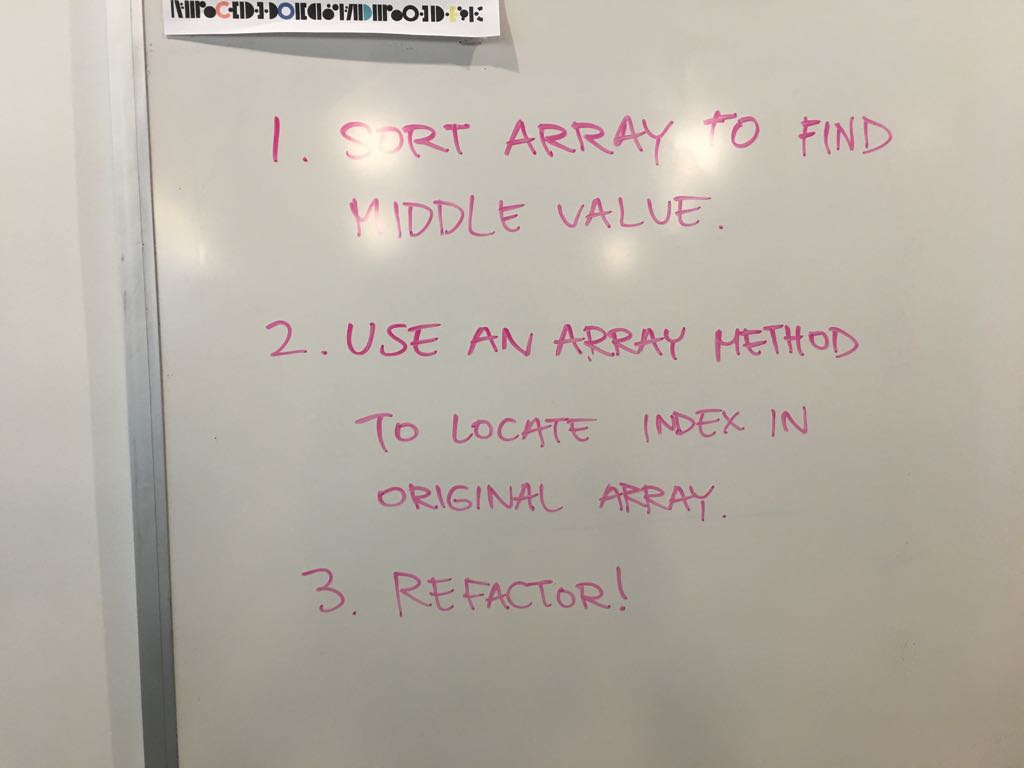 1. SORT ARRAY TO FIND
MIDDLE VALUE.
2. USE AN ARRAY METHOD
TO LOCATE INDEX IN
ORIGINAL ARRAY.
3. REFACTOR!